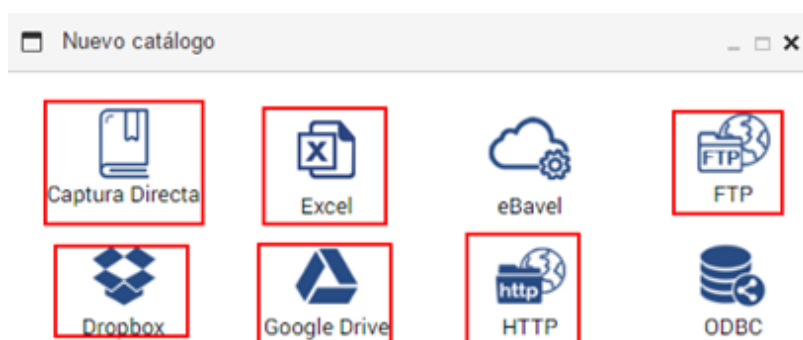 Nuevo catálogo
X
FTP
Captura Directa
Excel
eBavel
FTP
http
Dropbox
Google Drive
HTTP
ODBC